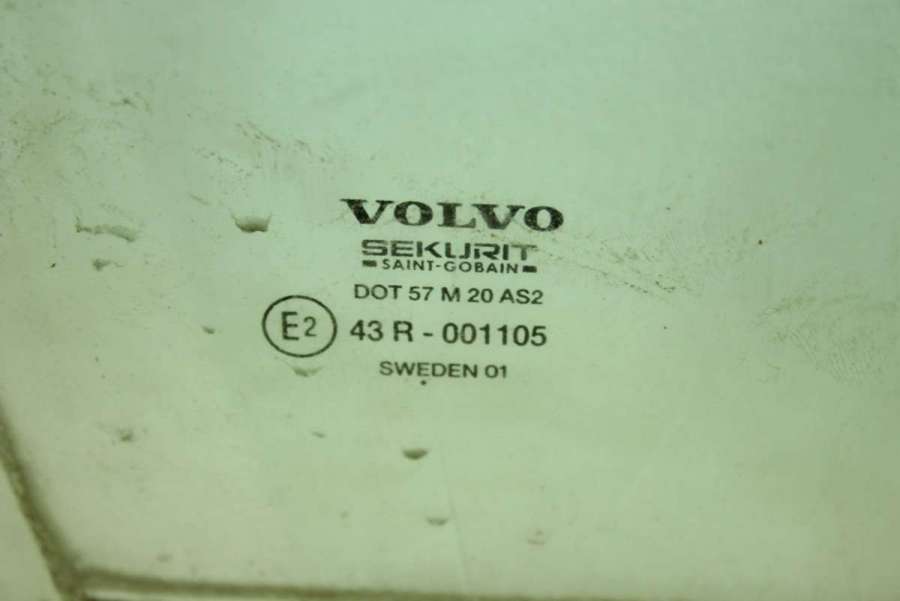 VOLVO
SEKURIT
SAINT-GOBAIN
DOT 57 M 20 AS2
E2 43 R - 001105
SWEDEN 01